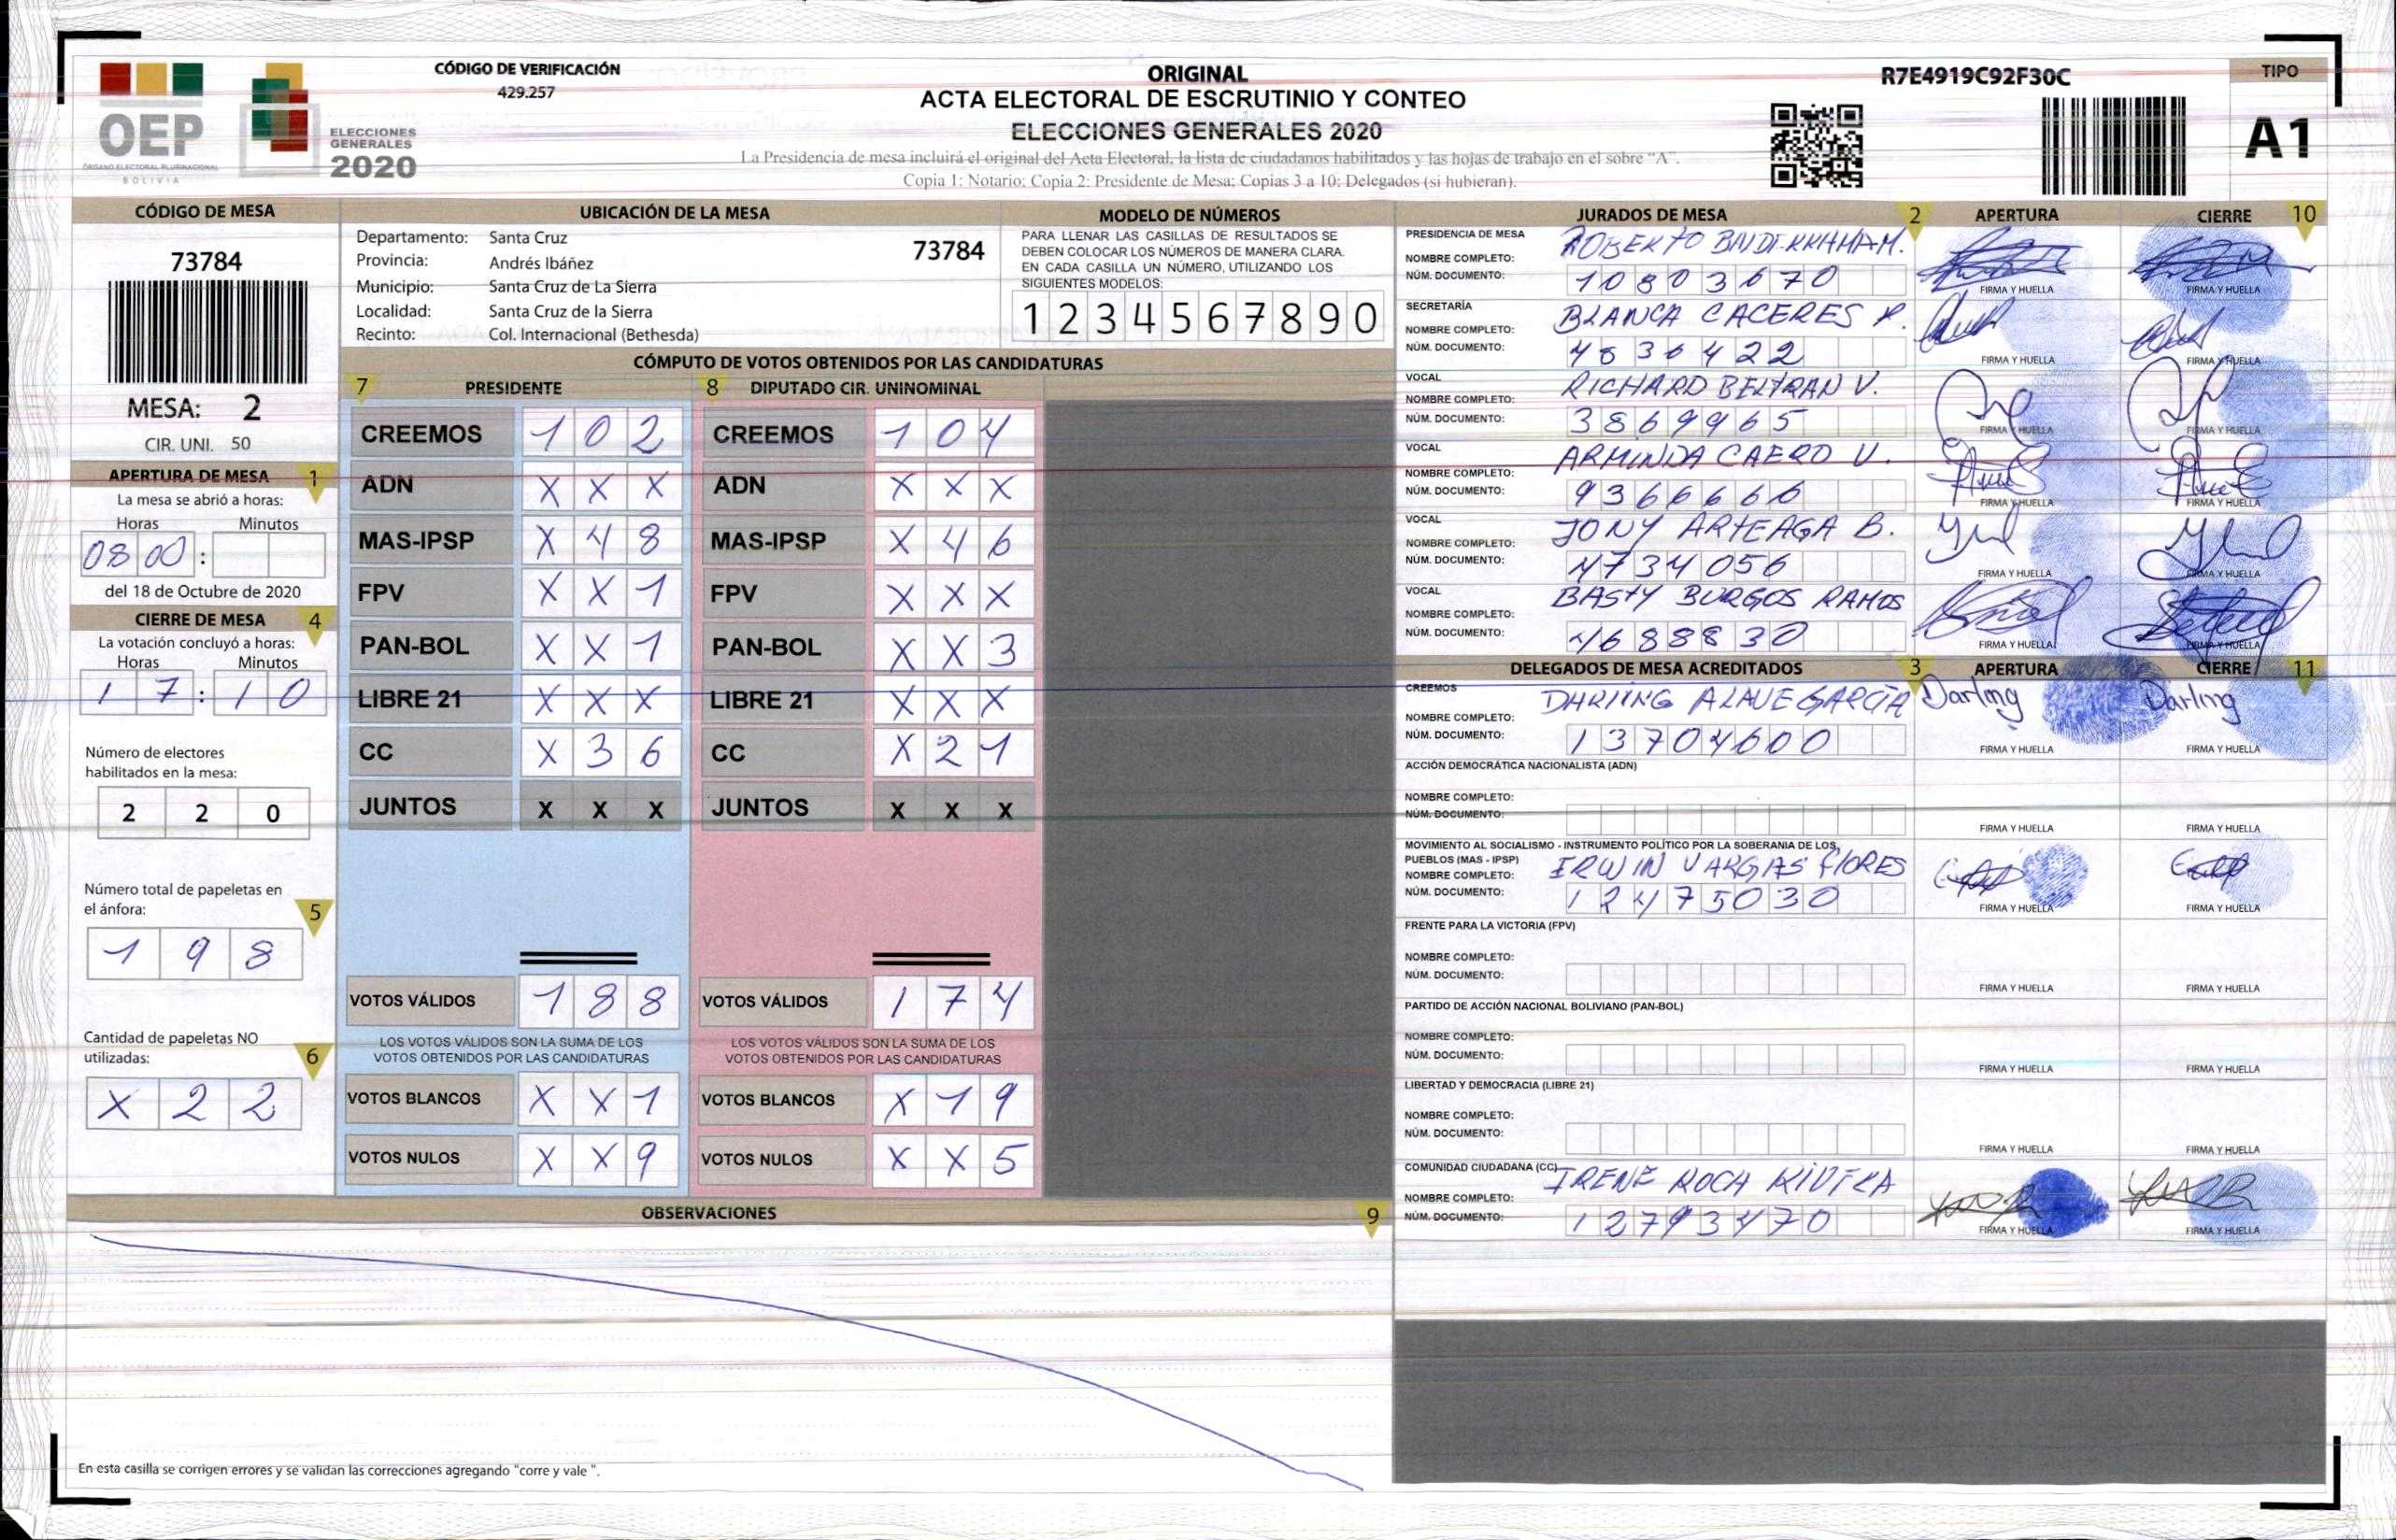 CÓDIGO DE VERIFICACIÓN
429.257
ORIGINAL
ACTA ELECTORAL DE ESCRUTINIO Y CONTEO
ELECCIONES GENERALES 2020
La Presidencia de mesa incluirá el original del Acta Electoral, la lista de ciudadanos habilitados y las hojas de trabajo en el sobre "A".
Copia 1: Notario; Copia 2: Presidente de Mesa; Copias 3 a 10: Delegados (si hubieran).
R7E4919C92F30C
TIPO
A1
OEP
ÓRGANO ELECTORAL PLURINACIONAL
BOLIVIA
ELECCIONES
GENERALES
2020
CÓDIGO DE MESA
73784
MESA: 2
CIR. UNI. 50
APERTURA DE MESA 1
La mesa se abrió a horas:
Horas Minutos
08 00 :
del 18 de Octubre de 2020
CIERRE DE MESA 4
La votación concluyó a horas:
Horas Minutos
1 7 : 1 0
Número de electores
habilitados en la mesa:
2 2 0
Número total de papeletas en
el ánfora: 5
1 9 8
Cantidad de papeletas NO
utilizadas: 6
X 2 2
UBICACIÓN DE LA MESA
Departamento: Santa Cruz 73784
Provincia: Andrés Ibáñez
Municipio: Santa Cruz de La Sierra
Localidad: Santa Cruz de la Sierra
Recinto: Col. Internacional (Bethesda)
MODELO DE NÚMEROS
PARA LLENAR LAS CASILLAS DE RESULTADOS SE
DEBEN COLOCAR LOS NÚMEROS DE MANERA CLARA.
EN CADA CASILLA UN NÚMERO, UTILIZANDO LOS
SIGUIENTES MODELOS:
1 2 3 4 5 6 7 8 9 0
CÓMPUTO DE VOTOS OBTENIDOS POR LAS CANDIDATURAS
7 PRESIDENTE
CREEMOS 1 0 2
ADN X X X
MAS-IPSP X 4 8
FPV X X 1
PAN-BOL X X 1
LIBRE 21 X X X
CC X 3 6
JUNTOS X X X
VOTOS VÁLIDOS 1 8 8
LOS VOTOS VÁLIDOS SON LA SUMA DE LOS
VOTOS OBTENIDOS POR LAS CANDIDATURAS
VOTOS BLANCOS X X 1
VOTOS NULOS X X 9
8 DIPUTADO CIR. UNINOMINAL
CREEMOS 1 0 4
ADN X X X
MAS-IPSP X 4 6
FPV X X X
PAN-BOL X X 3
LIBRE 21 X X X
CC X 2 1
JUNTOS X X X
VOTOS VÁLIDOS 1 7 4
LOS VOTOS VÁLIDOS SON LA SUMA DE LOS
VOTOS OBTENIDOS POR LAS CANDIDATURAS
VOTOS BLANCOS X 1 9
VOTOS NULOS X X 5
OBSERVACIONES 9
En esta casilla se corrigen errores y se validan las correcciones agregando "corre y vale ".
JURADOS DE MESA 2 APERTURA CIERRE 10
PRESIDENCIA DE MESA
NOMBRE COMPLETO: ROBERTO
NÚM. DOCUMENTO: 10803670
FIRMA Y HUELLA FIRMA Y HUELLA
SECRETARÍA
NOMBRE COMPLETO: BLANCA CACERES P.
NÚM. DOCUMENTO: 4636422
FIRMA Y HUELLA FIRMA Y HUELLA
VOCAL
NOMBRE COMPLETO: RICHARD BELTRAN V.
NÚM. DOCUMENTO: 3869965
FIRMA Y HUELLA FIRMA Y HUELLA
VOCAL
NOMBRE COMPLETO: ARMINDA CAERO V.
NÚM. DOCUMENTO: 9366666
FIRMA Y HUELLA FIRMA Y HUELLA
VOCAL
NOMBRE COMPLETO: JONY ARTEAGA B.
NÚM. DOCUMENTO: 4734056
FIRMA Y HUELLA FIRMA Y HUELLA
VOCAL
NOMBRE COMPLETO: BASTY BURGOS RAMOS
NÚM. DOCUMENTO: 4688830
FIRMA Y HUELLA FIRMA Y HUELLA
DELEGADOS DE MESA ACREDITADOS 3 APERTURA CIERRE 11
CREEMOS
NOMBRE COMPLETO: DARLING ALAVE GARCÍA
Darling Darling
NÚM. DOCUMENTO: 13704600
FIRMA Y HUELLA FIRMA Y HUELLA
ACCIÓN DEMOCRÁTICA NACIONALISTA (ADN)
NOMBRE COMPLETO:
NÚM. DOCUMENTO:
FIRMA Y HUELLA FIRMA Y HUELLA
MOVIMIENTO AL SOCIALISMO - INSTRUMENTO POLÍTICO POR LA SOBERANIA DE LOS
PUEBLOS (MAS - IPSP)
NOMBRE COMPLETO: IRWIN VARGAS FLORES
NÚM. DOCUMENTO: 12475030
FIRMA Y HUELLA FIRMA Y HUELLA
FRENTE PARA LA VICTORIA (FPV)
NOMBRE COMPLETO:
NÚM. DOCUMENTO:
FIRMA Y HUELLA FIRMA Y HUELLA
PARTIDO DE ACCIÓN NACIONAL BOLIVIANO (PAN-BOL)
NOMBRE COMPLETO:
NÚM. DOCUMENTO:
FIRMA Y HUELLA FIRMA Y HUELLA
LIBERTAD Y DEMOCRACIA (LIBRE 21)
NOMBRE COMPLETO:
NÚM. DOCUMENTO:
FIRMA Y HUELLA FIRMA Y HUELLA
COMUNIDAD CIUDADANA (CC)
NOMBRE COMPLETO: IRENE ROCA RIVERA
NÚM. DOCUMENTO: 12793470
FIRMA Y HUELLA FIRMA Y HUELLA